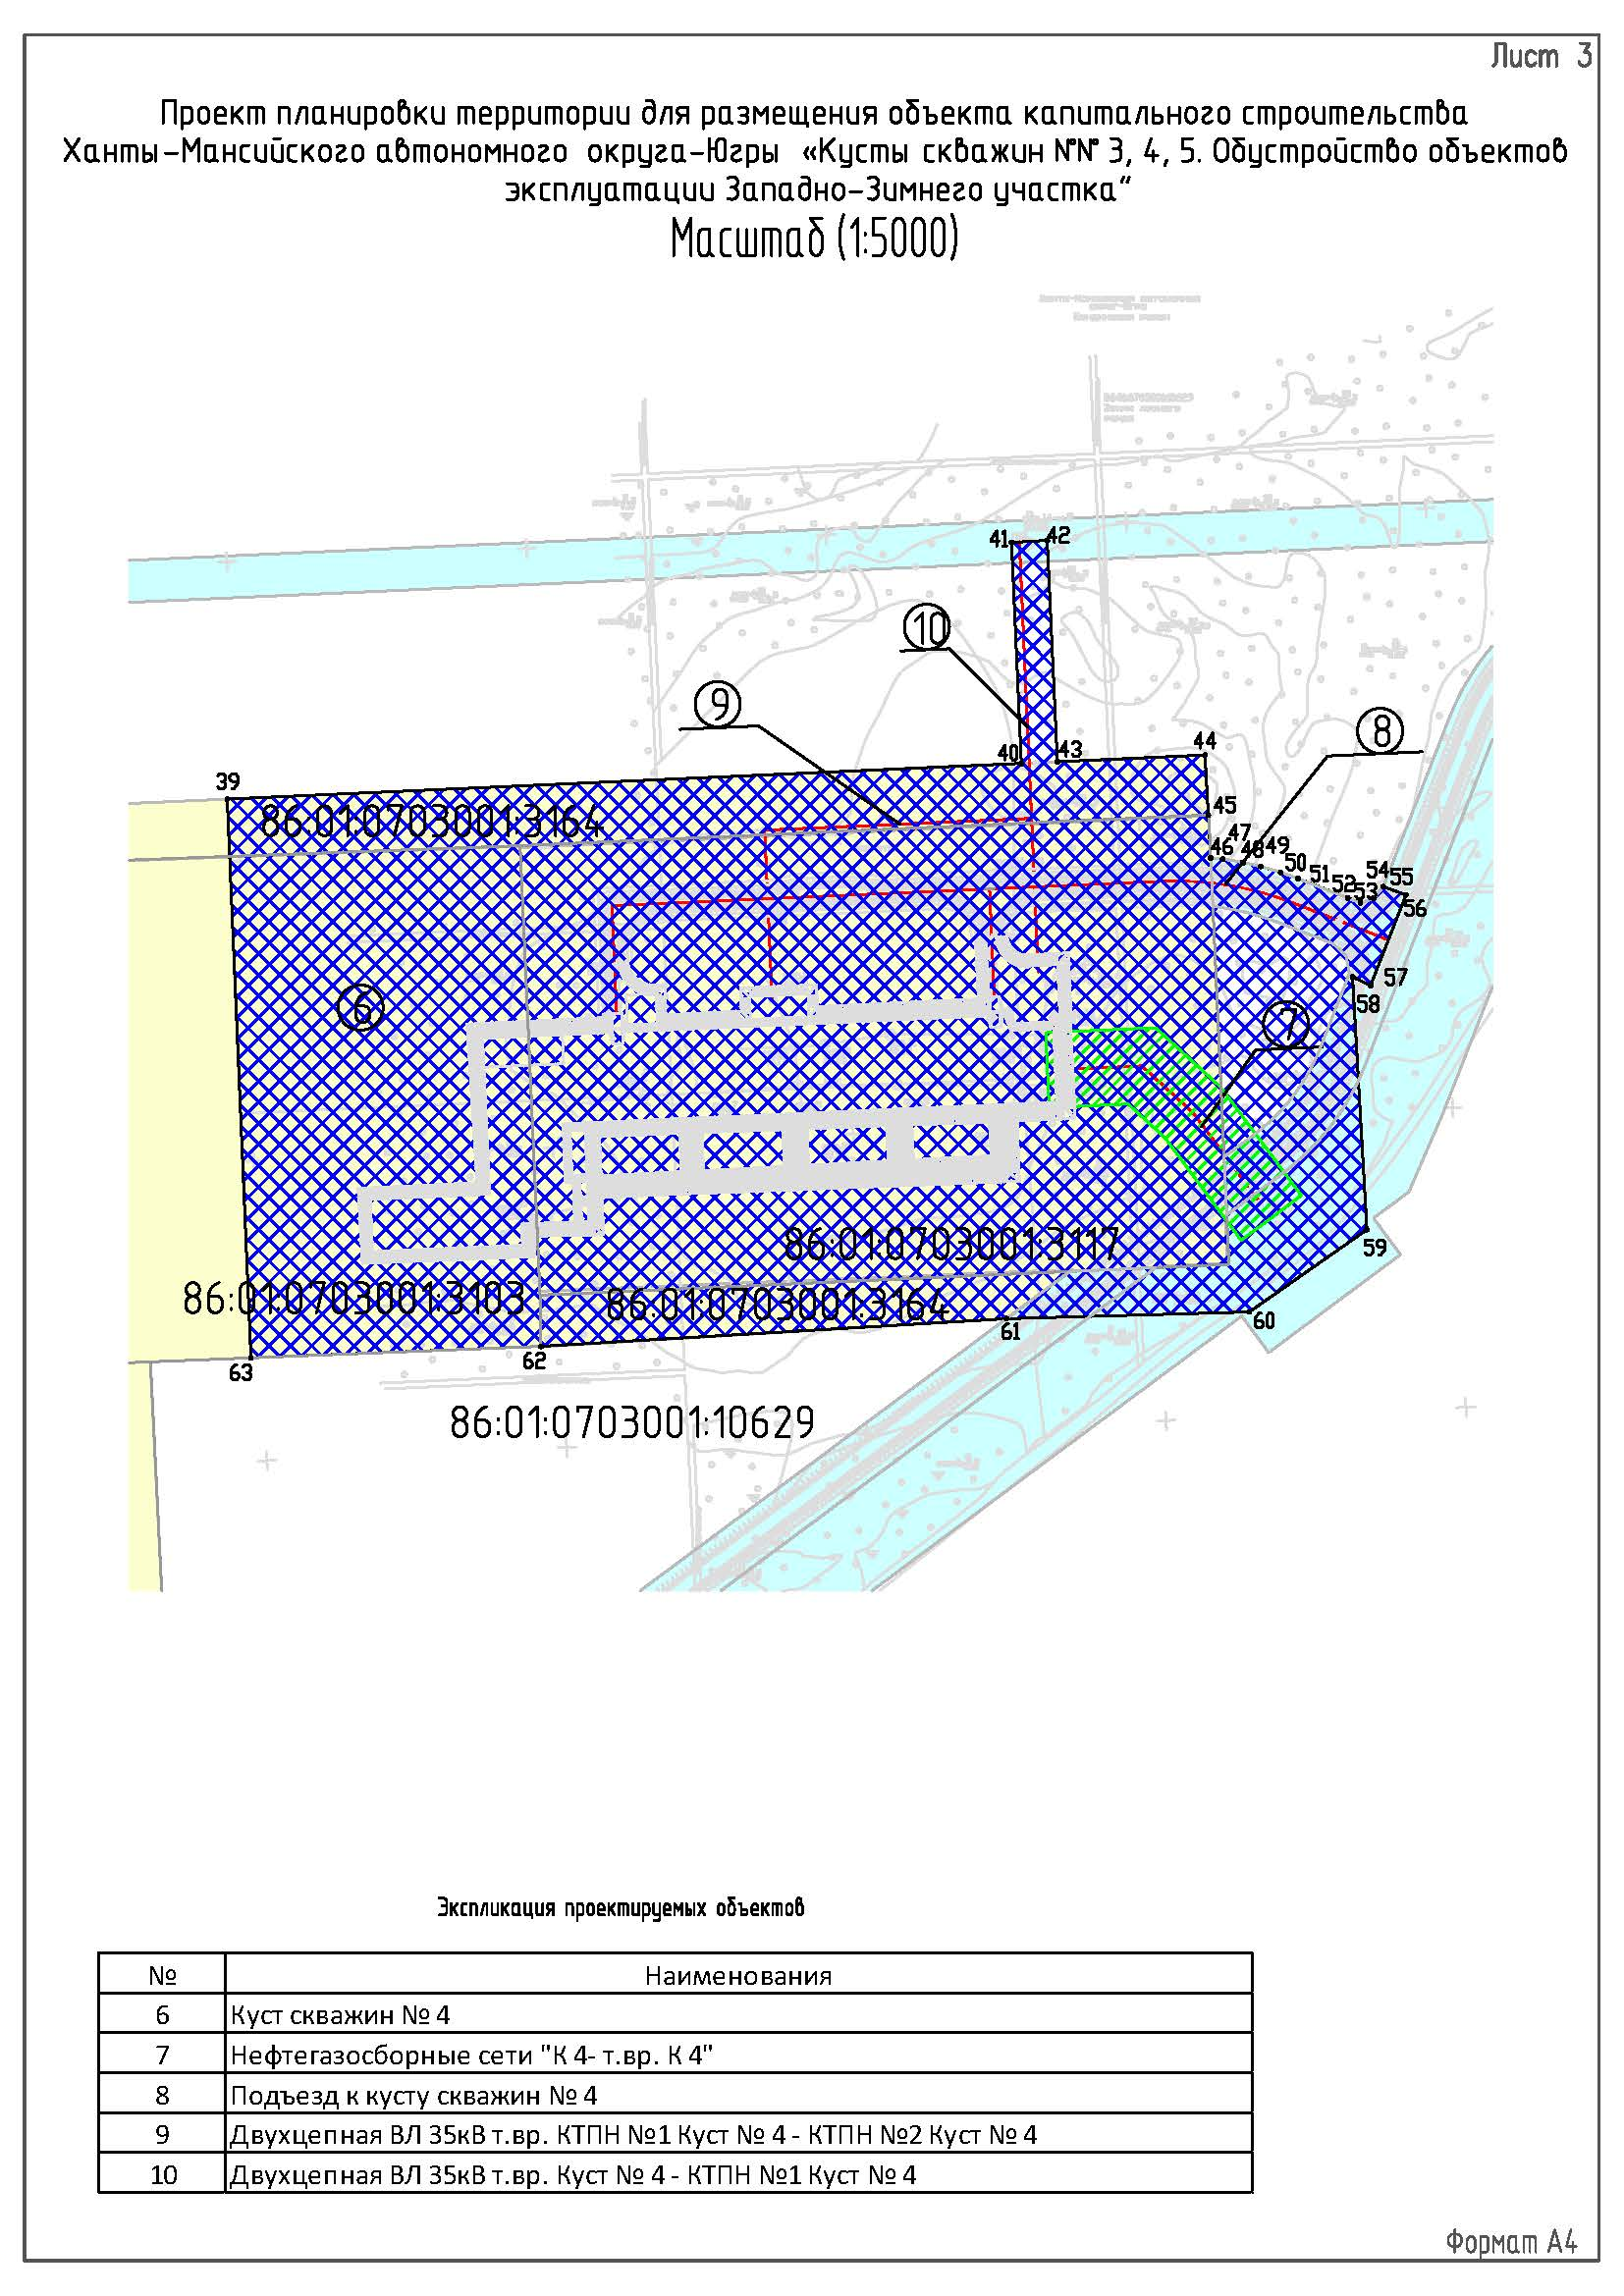 Лист 3
Проект планировки территории для размещения объекта капитального строительства
Ханты-Мансийского автономного округа-Югры «Кусты скважин №№ 3, 4, 5. Обустройство объектов
эксплуатации Западно-Зимнего участка"
Масштаб (1:5000)
41
42
10
9
8
40
43
44
39
86:01:0703001:3164
45
46
47
48
49
50
51
52
53
54
55
56
57
58
6
7
86:01:0703001:3117
59
86:01:0703001:3103
86:01:0703001:3164
60
61
62
63
86:01:0703001:10629
Экспликация проектируемых объектов
№ Наименования
6 Куст скважин № 4
7 Нефтегазосборные сети "К 4- т.вр. К 4"
8 Подъезд к кусту скважин № 4
9 Двухцепная ВЛ 35кВ т.вр. КТПН №1 Куст № 4 - КТПН №2 Куст № 4
10 Двухцепная ВЛ 35кВ т.вр. Куст № 4 - КТПН №1 Куст № 4
Формат А4